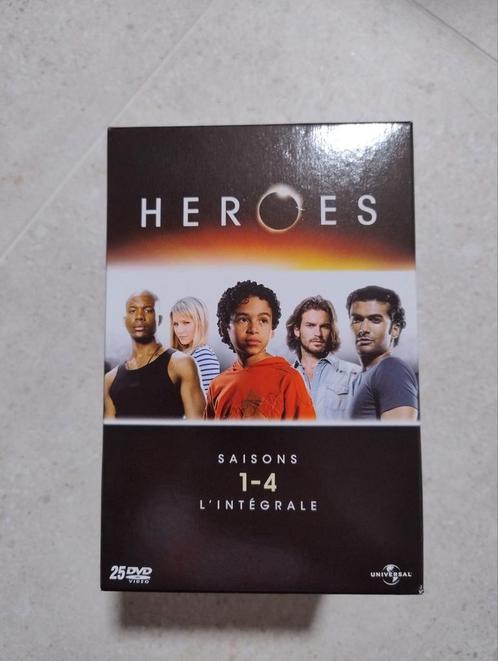 HEROES
SAISONS
1-4
L'INTÉGRALE
25 DVD
VIDEO
UNIVERSAL